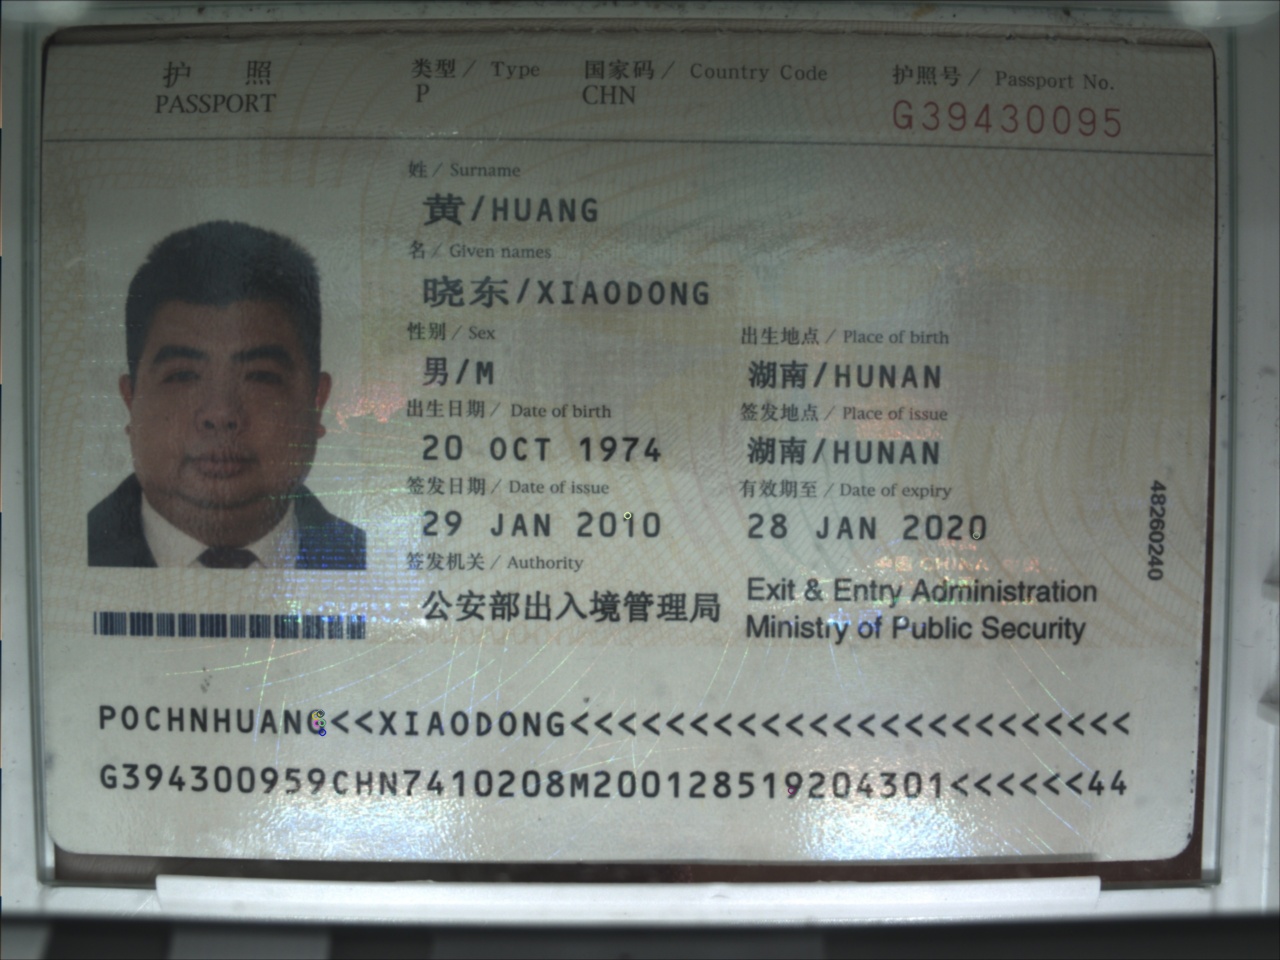 护 照 类型 / Type 国家码 / Country Code 护照号 / Passport No.
PASSPORT P CHN G39430095
姓 / Surname
黄/HUANG
名 / Given names
晓东/XIAODONG
性别 / Sex 出生地点 / Place of birth
男/M 湖南/HUNAN
出生日期 / Date of birth 签发地点 / Place of issue
20 OCT 1974 湖南/HUNAN
签发日期 / Date of issue 有效期至 / Date of expiry
29 JAN 2010 28 JAN 2020
签发机关 / Authority
公安部出入境管理局 Exit & Entry Administration
Ministry of Public Security
48260240
POCHNHUANG<<XIAODONG<<<<<<<<<<<<<<<<<<<<<<<<
G394300959CHN7410208M200128519204301<<<<<<44